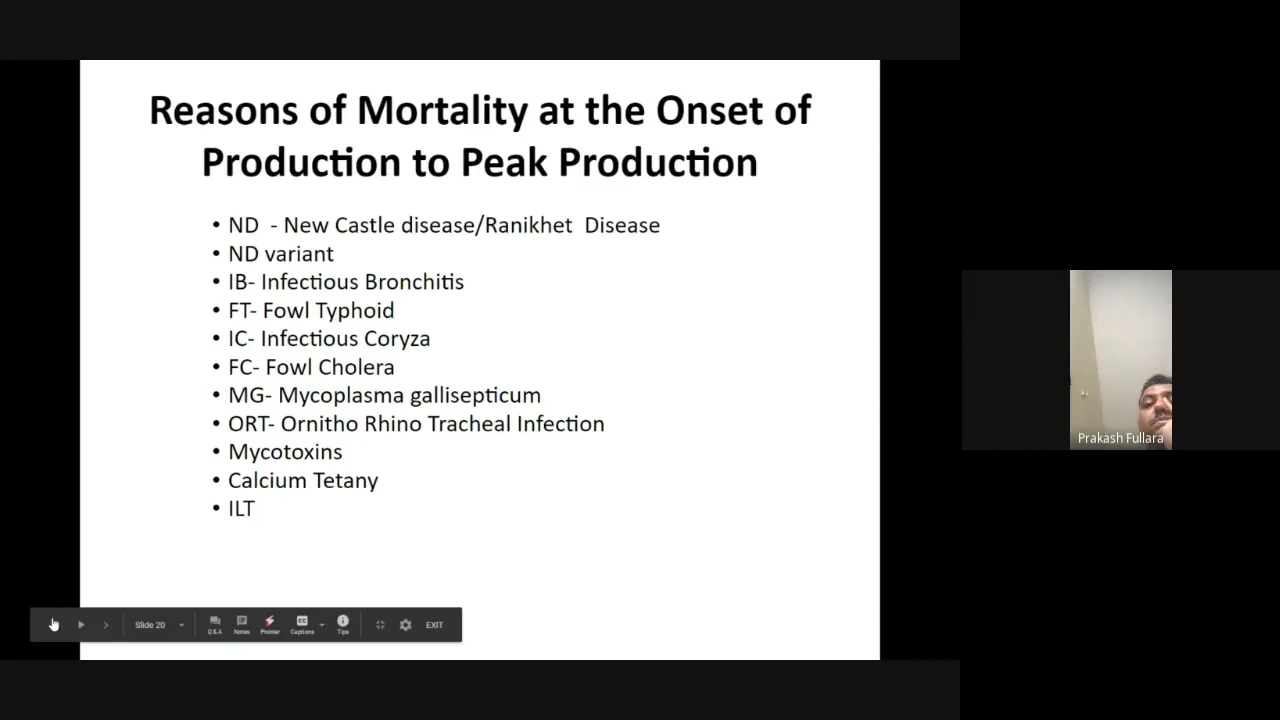 Reasons of Mortality at the Onset of
Production to Peak Production
• ND - New Castle disease/Ranikhet Disease
• ND variant
• IB- Infectious Bronchitis
• FT- Fowl Typhoid
• IC- Infectious Coryza
• FC- Fowl Cholera
• MG- Mycoplasma gallisepticum
• ORT- Ornitho Rhino Tracheal Infection
• Mycotoxins
• Calcium Tetany
• ILT
Prakash Fullara
Slide 20
Q&A Notes Pointer Captions Tips
EXIT